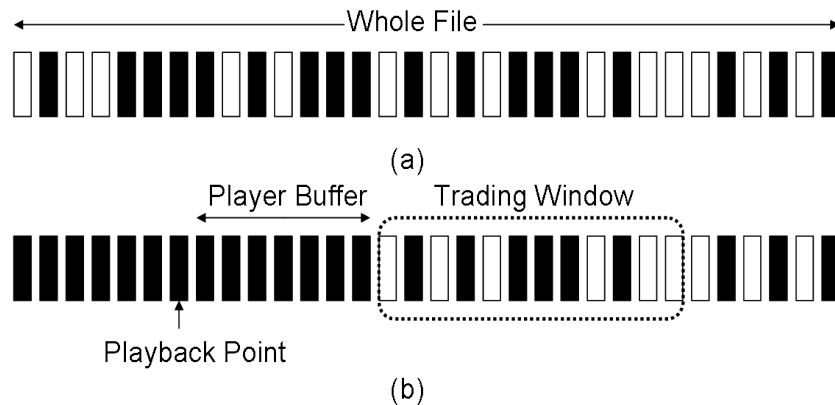 Whole File
(a)
Player Buffer
Trading Window
Playback Point
(b)